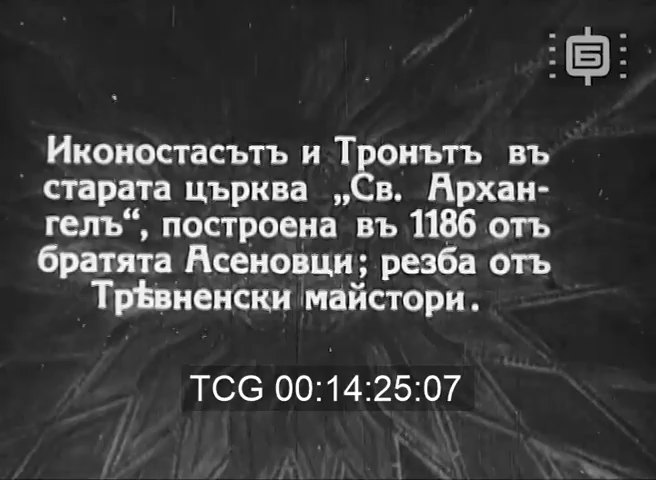 Б
Иконостасътъ и Тронътъ въ
старата църква „Св. Архан-
гелъ“, построена въ 1186 отъ
братята Асеновци; резба отъ
Трѣвненски майстори.
TCG 00:14:25:07